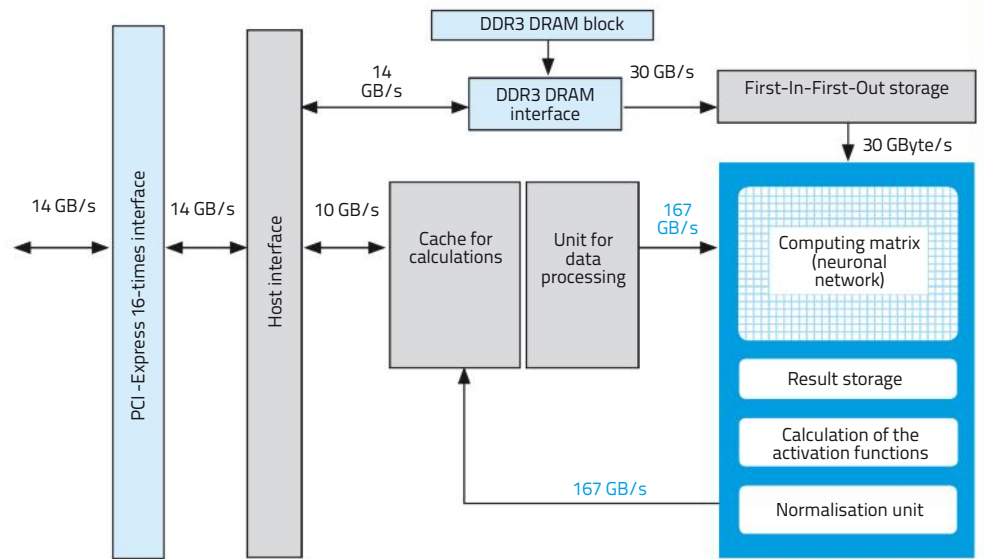 DDR3 DRAM block
14
GB/s
30 GB/s
DDR3 DRAM
interface
First-In-First-Out storage
30 GByte/s
14 GB/s
PCI -Express 16-times interface
14 GB/s
Host interface
10 GB/s
Cache for
calculations
Unit for
data
processing
167
GB/s
Computing matrix
(neuronal
network)
Result storage
Calculation of the
activation functions
Normalisation unit
167 GB/s